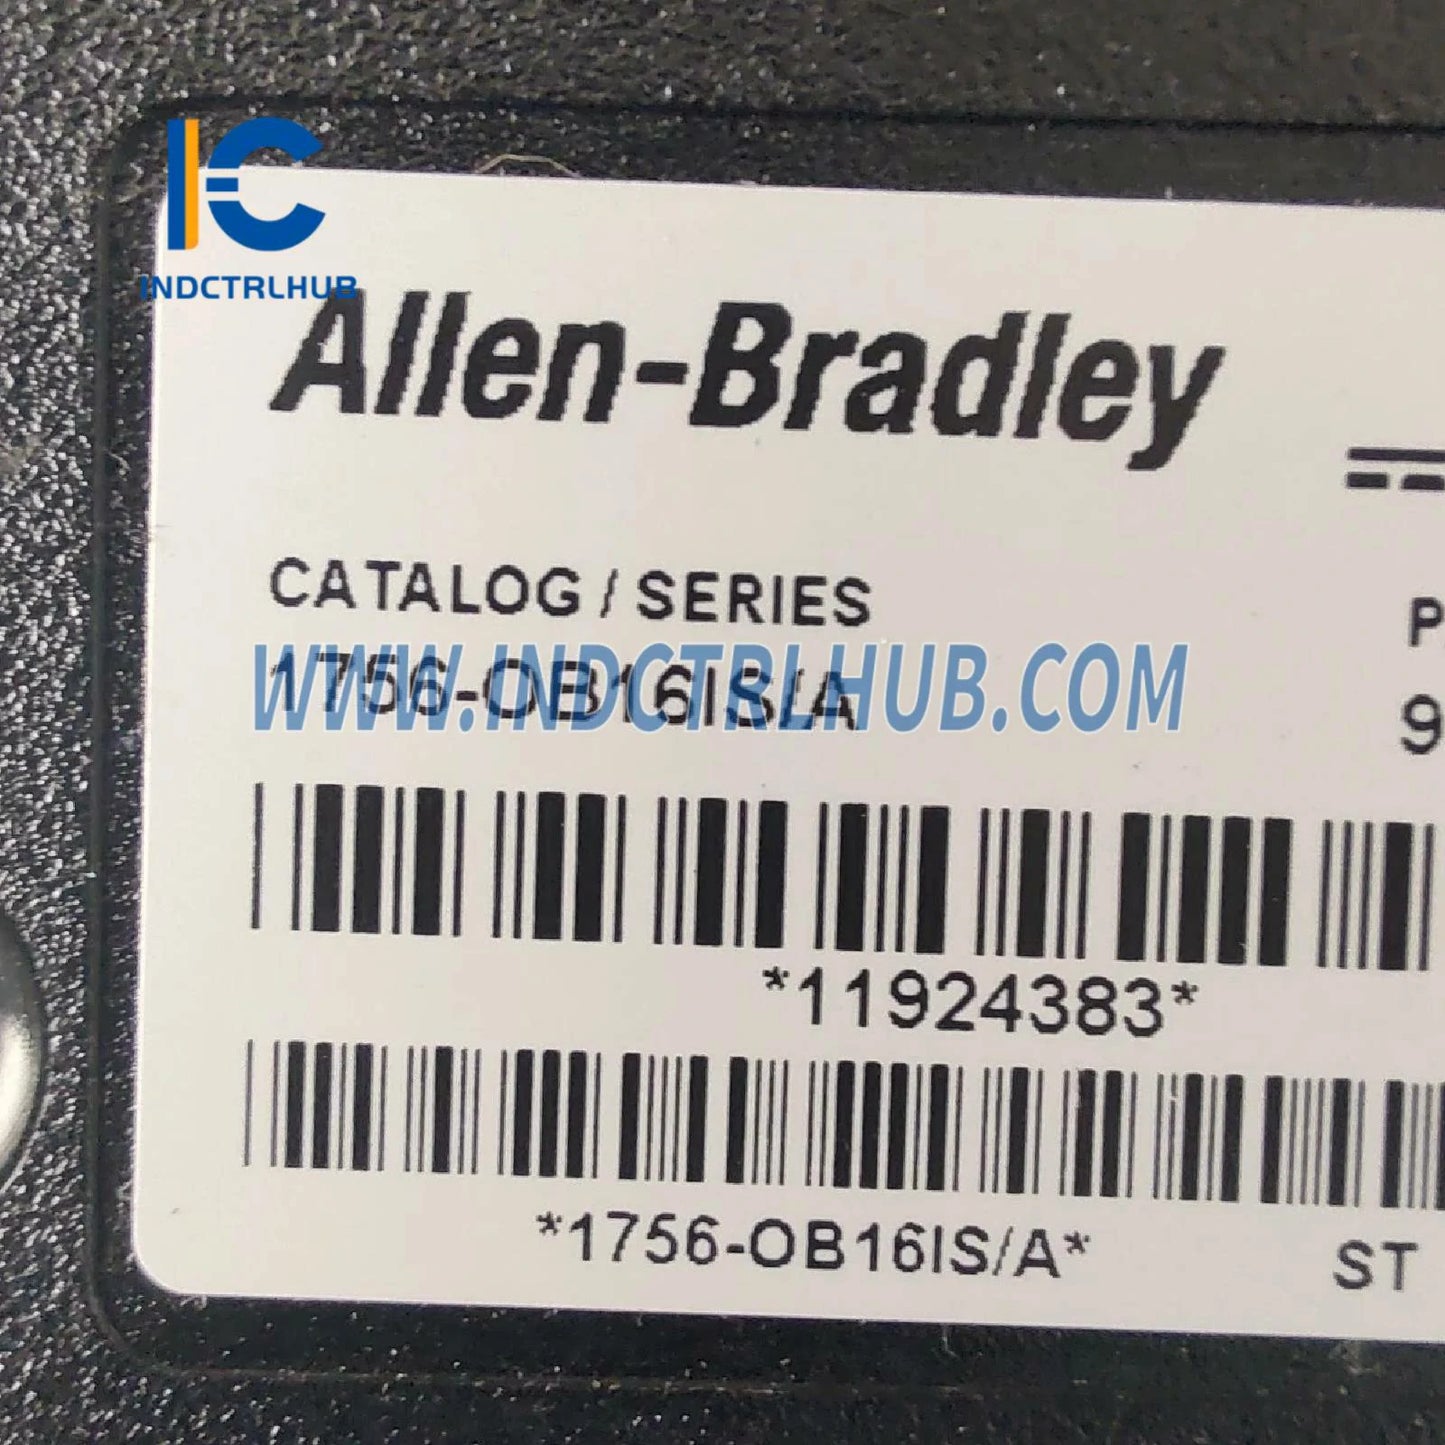 INDCTRLHUB
Allen-Bradley
CATALOG / SERIES
P
1756-OB16IS/A
9
WWW.INDCTRLHUB.COM
*11924383*
*1756-OB16IS/A*
ST